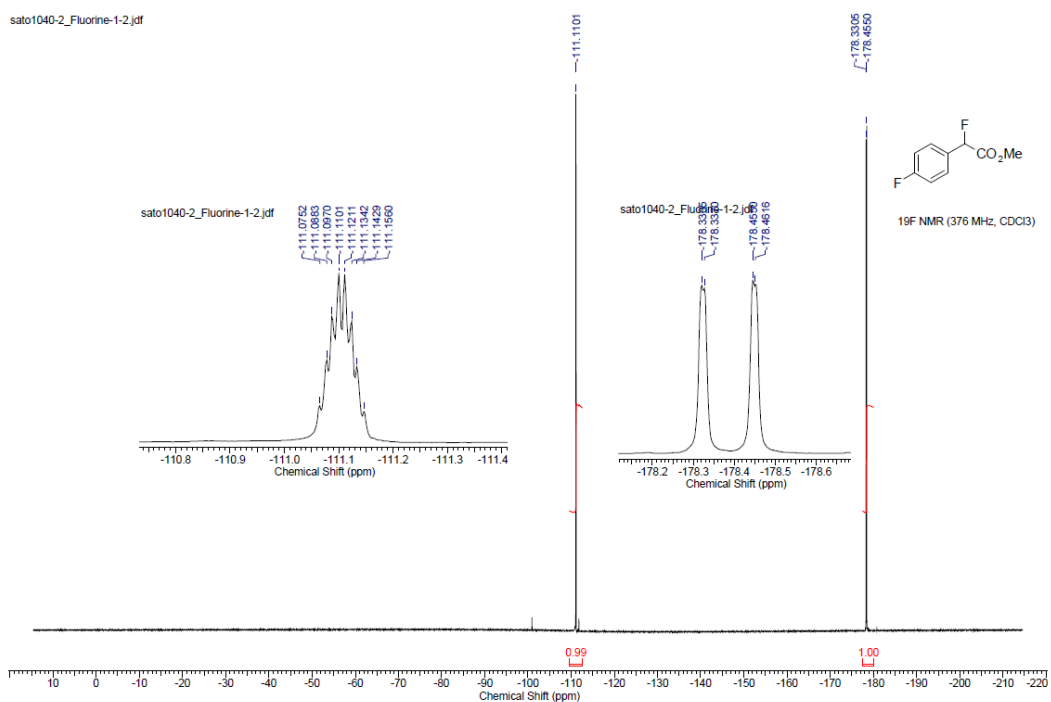 sato1040-2_Fluorine-1-2.jdf
-111.1101
-178.3305
-178.4550
F
CO2Me
F
19F NMR (376 MHz, CDCl3)
sato1040-2_Fluorine-1-2.jdf
-111.0752
-111.0883
-111.0970
-111.1101
-111.1211
-111.1342
-111.1429
-111.1560
-110.8 -110.9 -111.0 -111.1 -111.2 -111.3 -111.4
Chemical Shift (ppm)
sato1040-2_Fluorine-1-2.jdf
-178.3305
-178.4550
-178.4616
-178.2 -178.3 -178.4 -178.5 -178.6
Chemical Shift (ppm)
0.99
1.00
10 0 -10 -20 -30 -40 -50 -60 -70 -80 -90 -100 -110 -120 -130 -140 -150 -160 -170 -180 -190 -200 -210 -220
Chemical Shift (ppm)